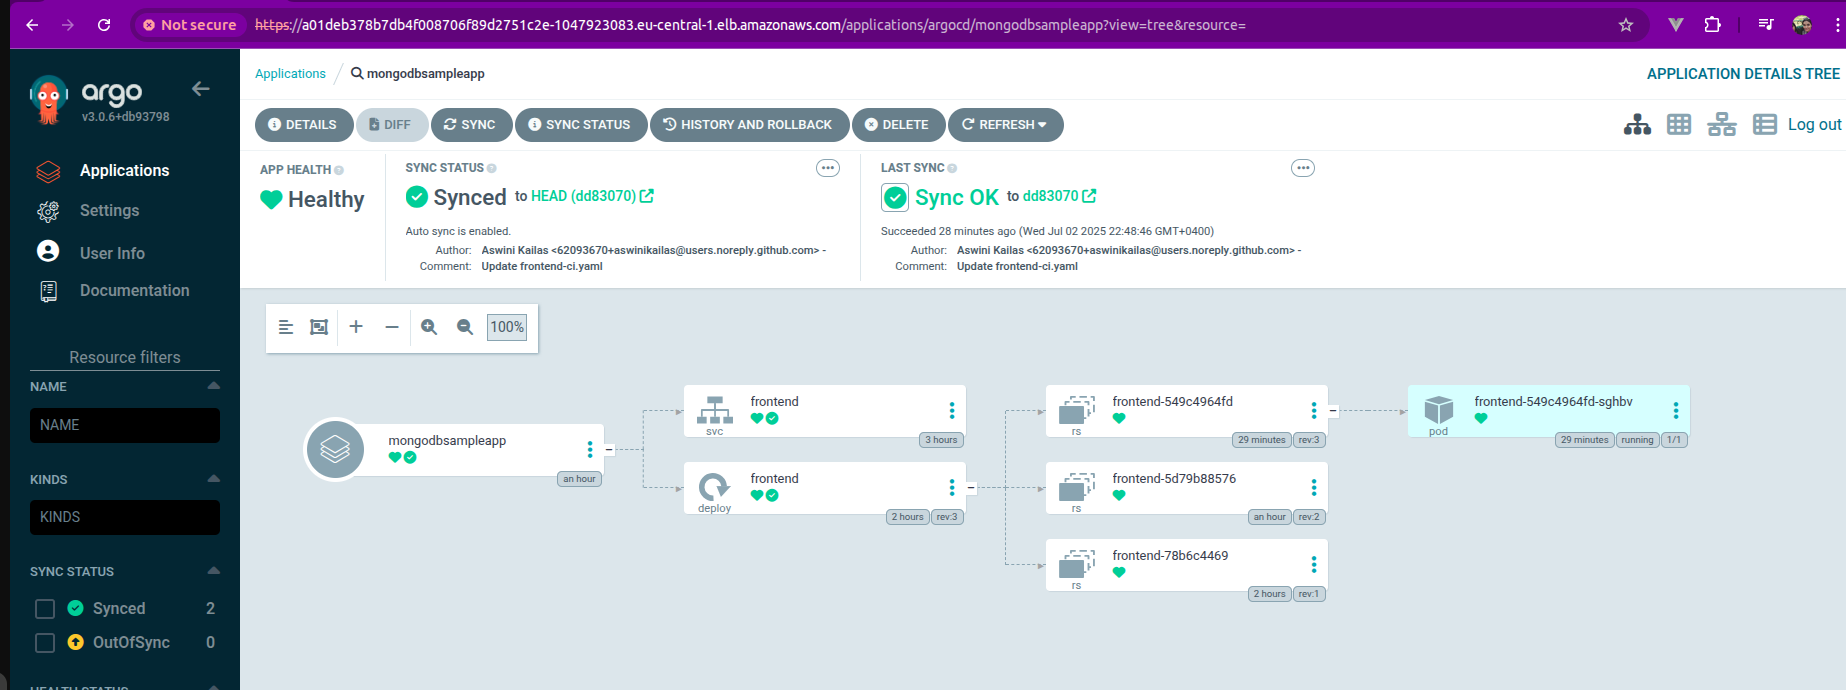 Not secure https://a01deb378b7db4f008706f89d2751c2e-1047923083.eu-central-1.elb.amazonaws.com/applications/argocd/mongodbsampleapp?view=tree&resource=
argo
v3.0.6+db93798
Applications
Settings
User Info
Documentation
Resource filters
NAME
NAME
KINDS
KINDS
SYNC STATUS
Synced 2
OutOfSync 0
HEALTH STATUS
Applications / mongodbsampleapp
APPLICATION DETAILS TREE
DETAILS DIFF SYNC SYNC STATUS HISTORY AND ROLLBACK DELETE REFRESH
Log out
APP HEALTH
Healthy
SYNC STATUS
Synced to HEAD (dd83070)
Auto sync is enabled.
Author: Aswini Kailas <62093670+aswinikailas@users.noreply.github.com> -
Comment: Update frontend-ci.yaml
LAST SYNC
Sync OK to dd83070
Succeeded 28 minutes ago (Wed Jul 02 2025 22:48:46 GMT+0400)
Author: Aswini Kailas <62093670+aswinikailas@users.noreply.github.com> -
Comment: Update frontend-ci.yaml
100%
mongodbsampleapp
an hour
frontend
svc
3 hours
frontend
deploy
2 hours rev:3
frontend-549c4964fd
rs
29 minutes rev:3
frontend-5d79b88576
rs
an hour rev:2
frontend-78b6c4469
rs
2 hours rev:1
frontend-549c4964fd-sghbv
pod
29 minutes running 1/1